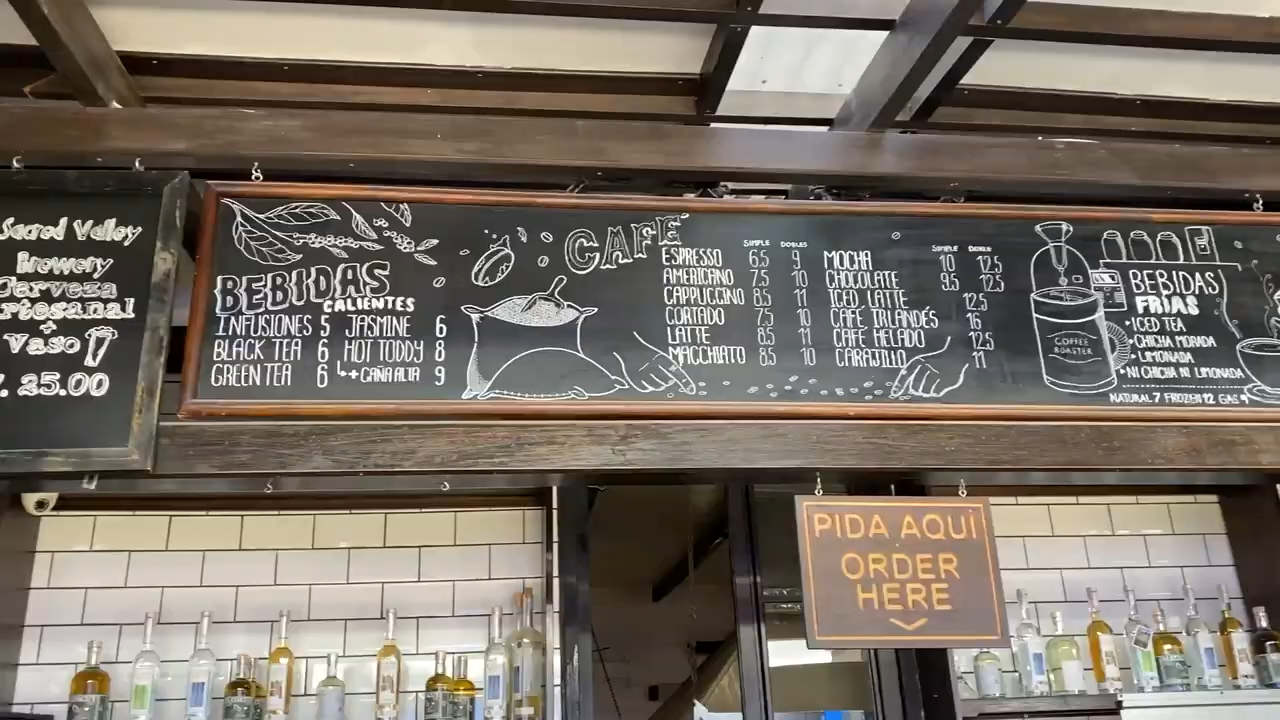 Sacred Valley
Brewery
Cerveza
Artesanal
+
Vaso
. 25.00
BEBIDAS
CALIENTES
INFUSIONES 5 JASMINE 6
BLACK TEA 6 HOT TODDY 8
GREEN TEA 6 +CAÑA ALTA 9
CAFE
SIMPLE DOBLES
ESPRESSO 6.5 9
AMERICANO 7.5 10
CAPPUCCINO 8.5 11
CORTADO 7.5 10
LATTE 8.5 11
MACCHIATO 8.5 10
SIMPLE DOBLE
MOCHA 10 12.5
CHOCOLATE 9.5 12.5
ICED LATTE 12.5
CAFE IRLANDÉS 16
CAFE HELADO 12.5
CARAJILLO 11
COFFEE
ROASTER
BEBIDAS
FRIAS
ICED TEA
CHICHA MORADA
LIMONADA
NI CHICHA NI LIMONADA
NATURAL 7 FROZEN 12 GAS 9
PIDA AQUÍ
ORDER
HERE